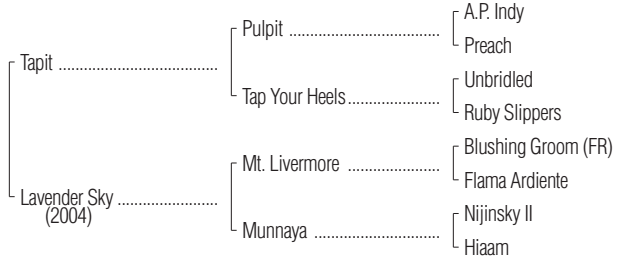 A.P. Indy
Pulpit ....................................
Preach
Tapit .....................................
Unbridled
Tap Your Heels......................
Ruby Slippers
Blushing Groom (FR)
Mt. Livermore .....................
Flama Ardiente
Lavender Sky .......................
(2004)
Nijinsky II
Munnaya .............................
Hiaam